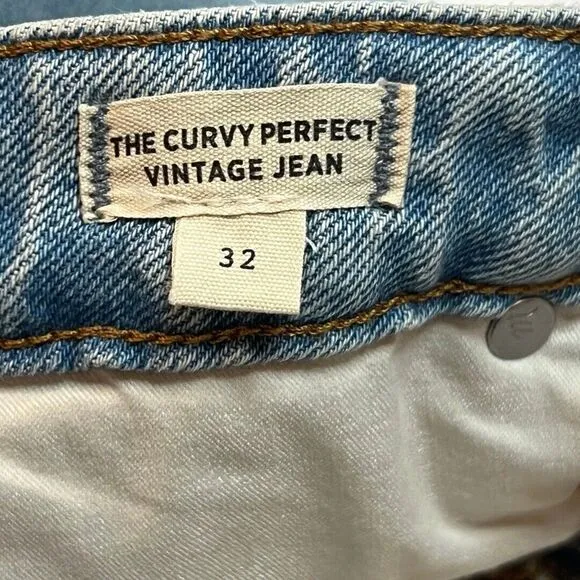 THE CURVY PERFECT
VINTAGE JEAN
32